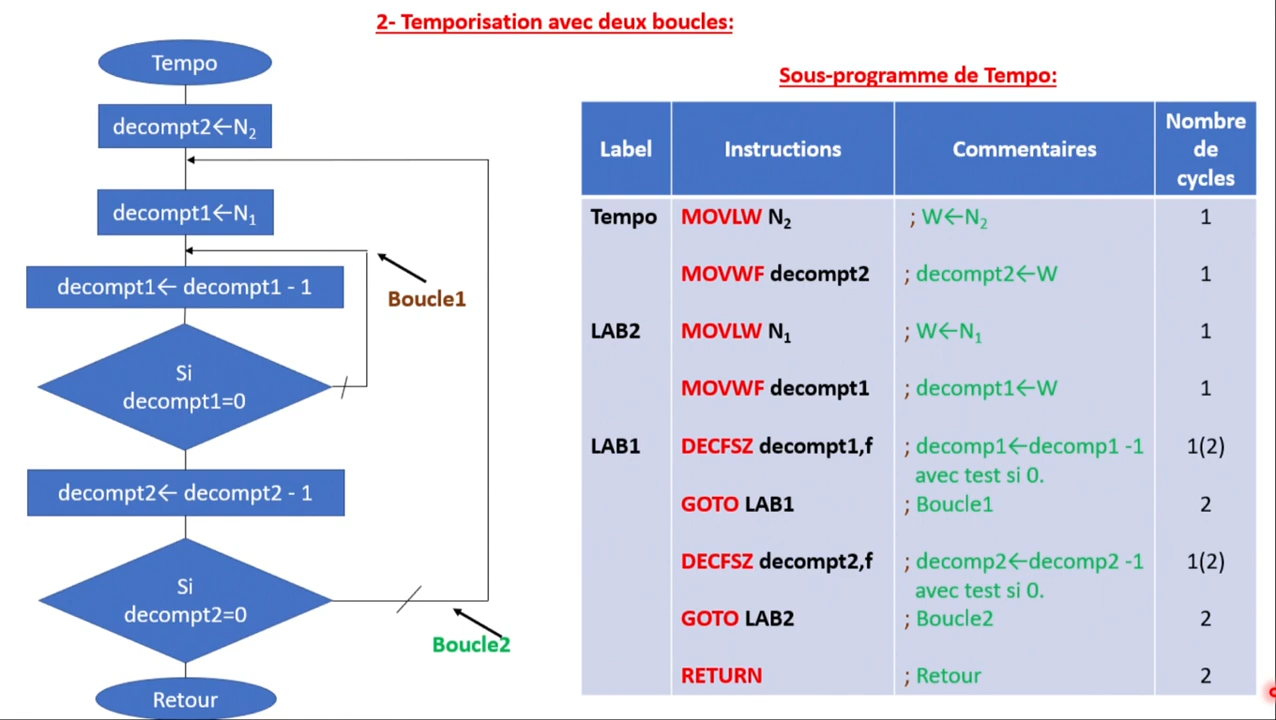 2- Temporisation avec deux boucles:
Tempo
decompt2←N₂
decompt1←N₁
decompt1← decompt1 - 1
Boucle1
Si
decompt1=0
decompt2← decompt2 - 1
Si
decompt2=0
Boucle2
Retour
Sous-programme de Tempo:
Label Instructions Commentaires Nombre de cycles
Tempo MOVLW N₂ ; W←N₂ 1
MOVWF decompt2 ; decompt2←W 1
LAB2 MOVLW N₁ ; W←N₁ 1
MOVWF decompt1 ; decompt1←W 1
LAB1 DECFSZ decompt1,f ; decomp1←decomp1 -1 1(2)
avec test si 0.
GOTO LAB1 ; Boucle1 2
DECFSZ decompt2,f ; decomp2←decomp2 -1 1(2)
avec test si 0.
GOTO LAB2 ; Boucle2 2
RETURN ; Retour 2